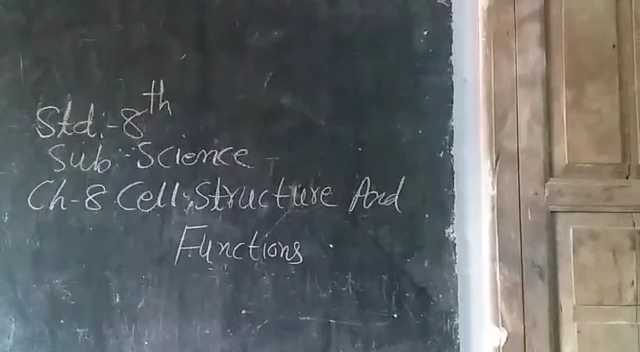 Std.-8th
Sub:-Science
Ch-8 Cell:Structure And
Functions